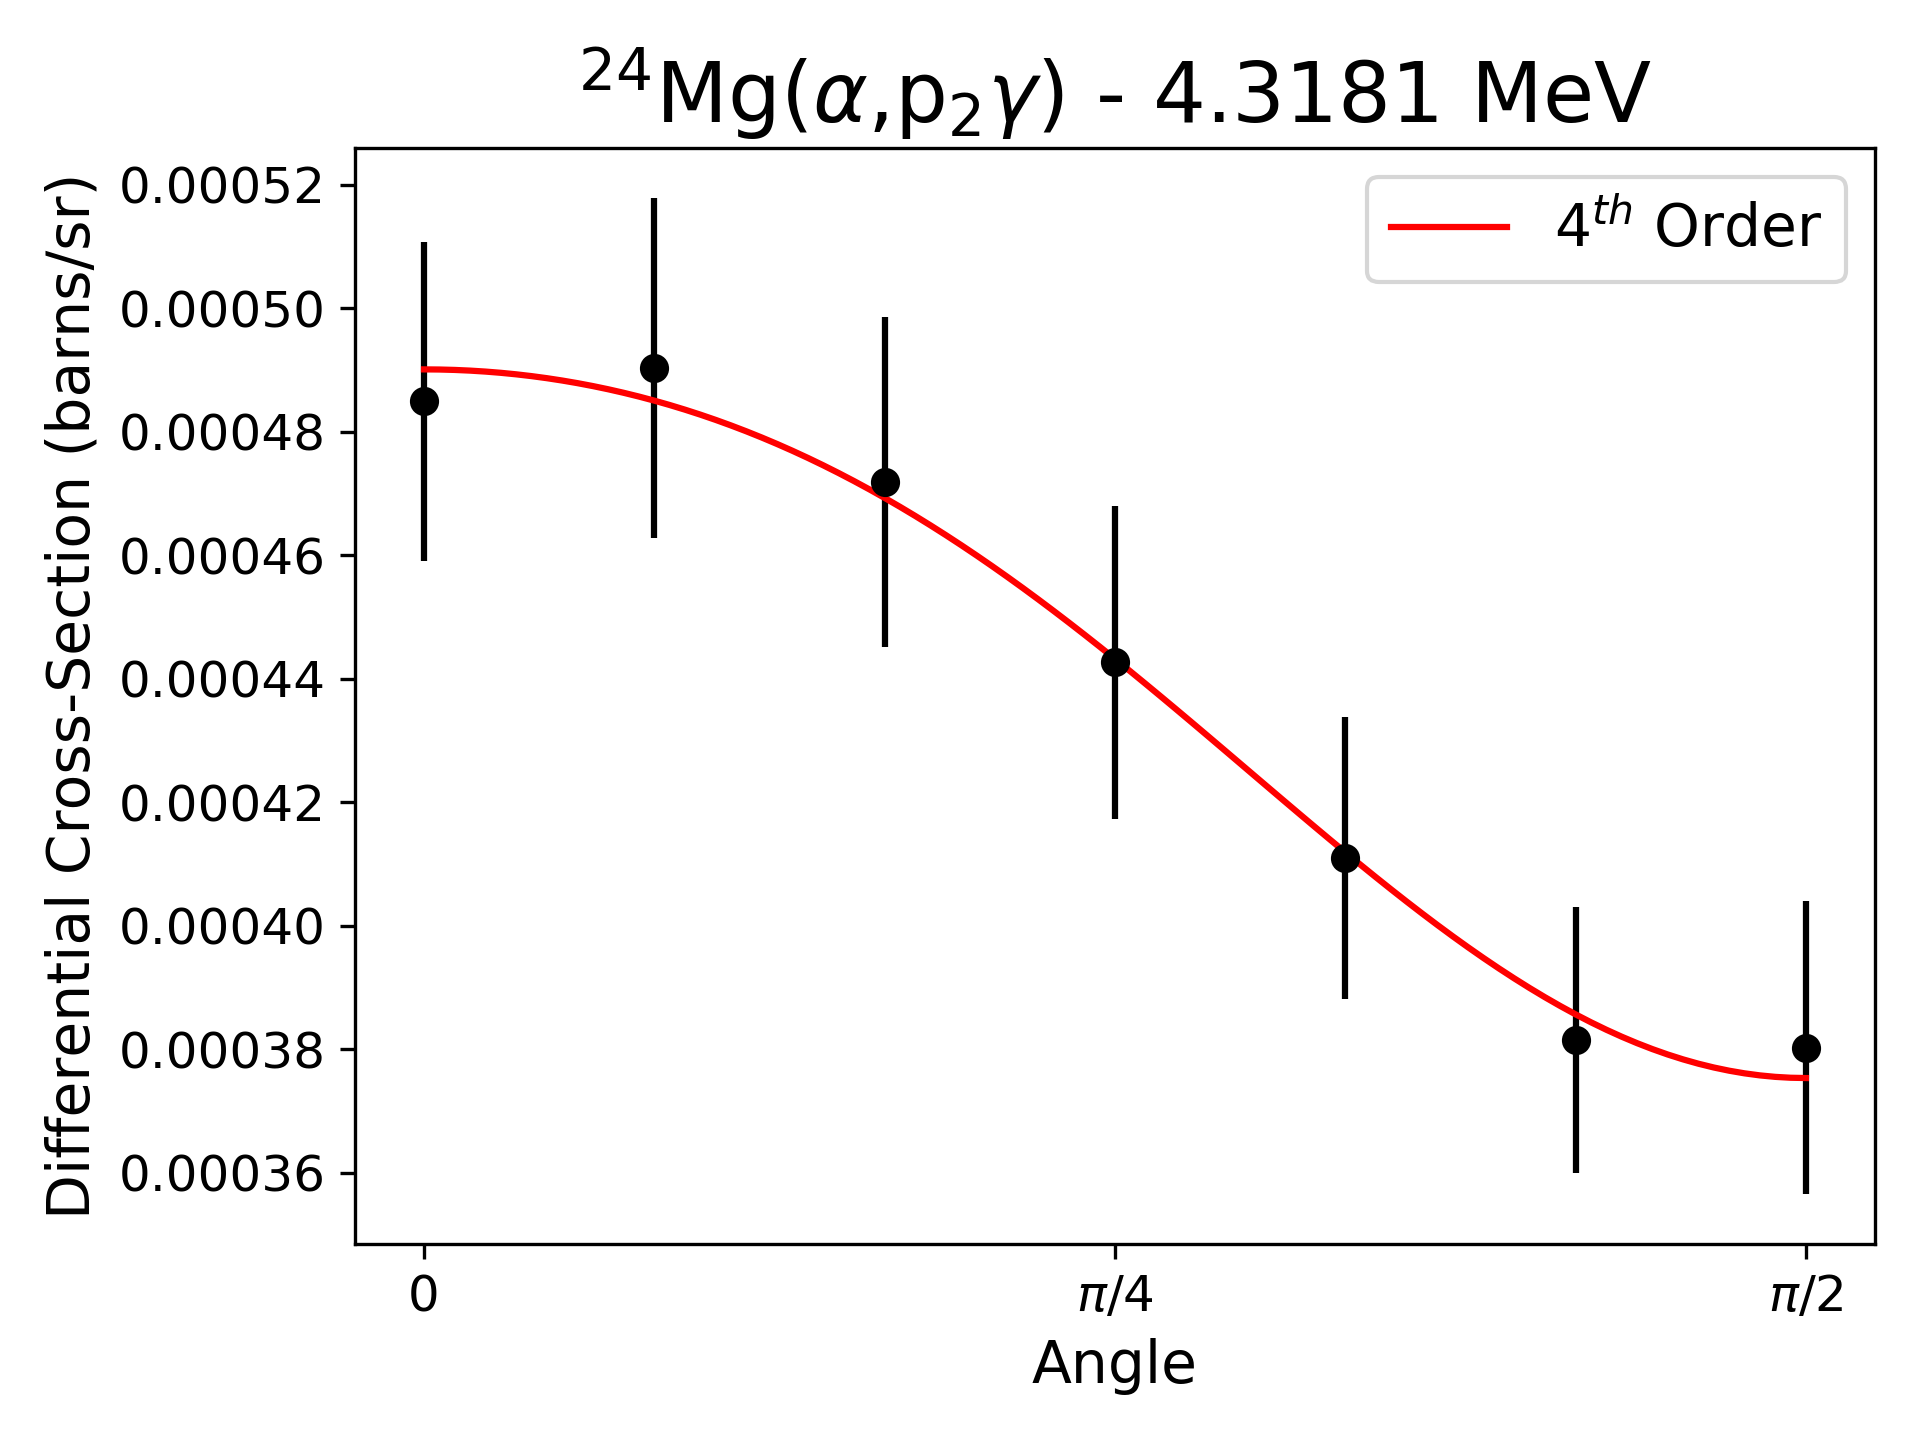 ²⁴Mg(α,p₂γ) - 4.3181 MeV
4ᵗʰ Order
Differential Cross-Section (barns/sr)
0.00052
0.00050
0.00048
0.00046
0.00044
0.00042
0.00040
0.00038
0.00036
0
π/4
π/2
Angle